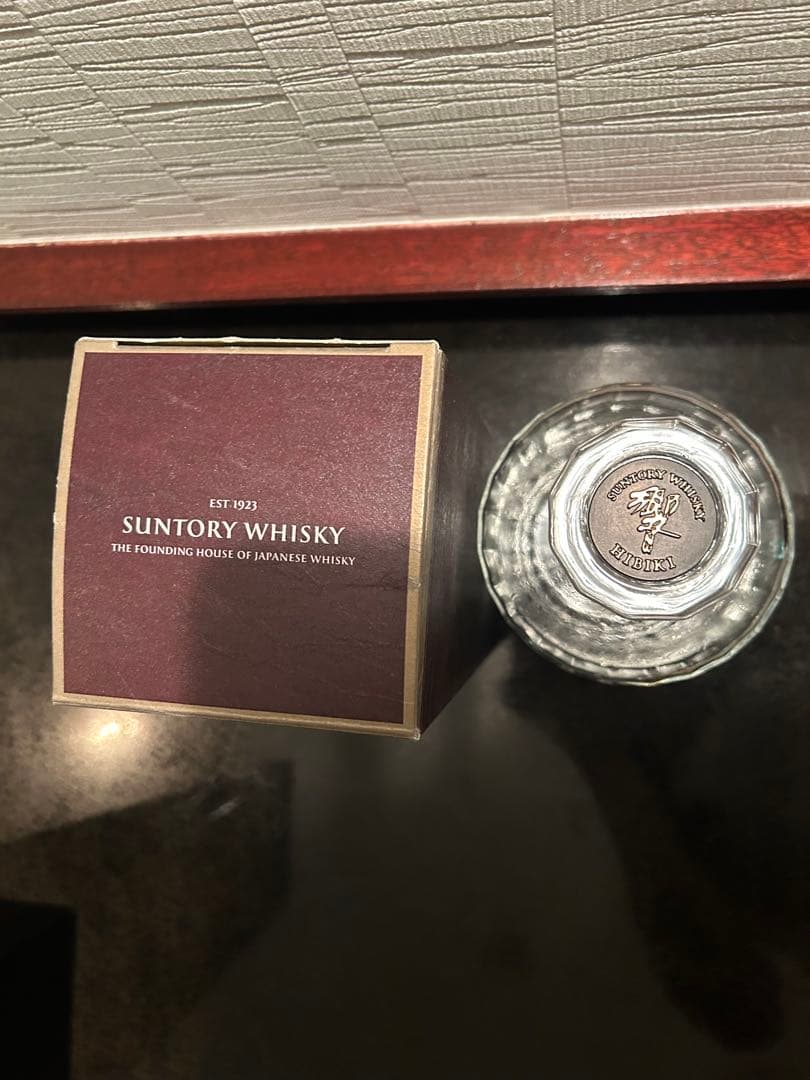 EST 1923
SUNTORY WHISKY
THE FOUNDING HOUSE OF JAPANESE WHISKY
SUNTORY WHISKY
響
HIBIKI